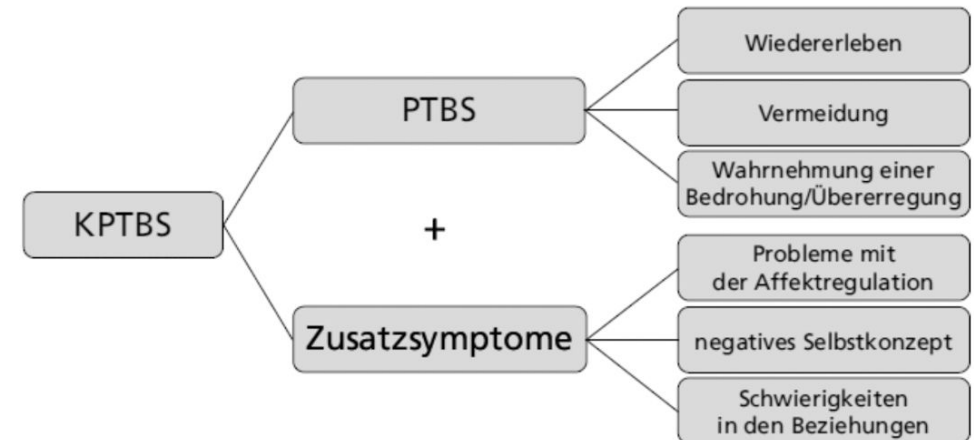 KPTBS
PTBS
Wiedererleben
Vermeidung
Wahrnehmung einer
Bedrohung/Übererregung
+
Zusatzsymptome
Probleme mit
der Affektregulation
negatives Selbstkonzept
Schwierigkeiten
in den Beziehungen